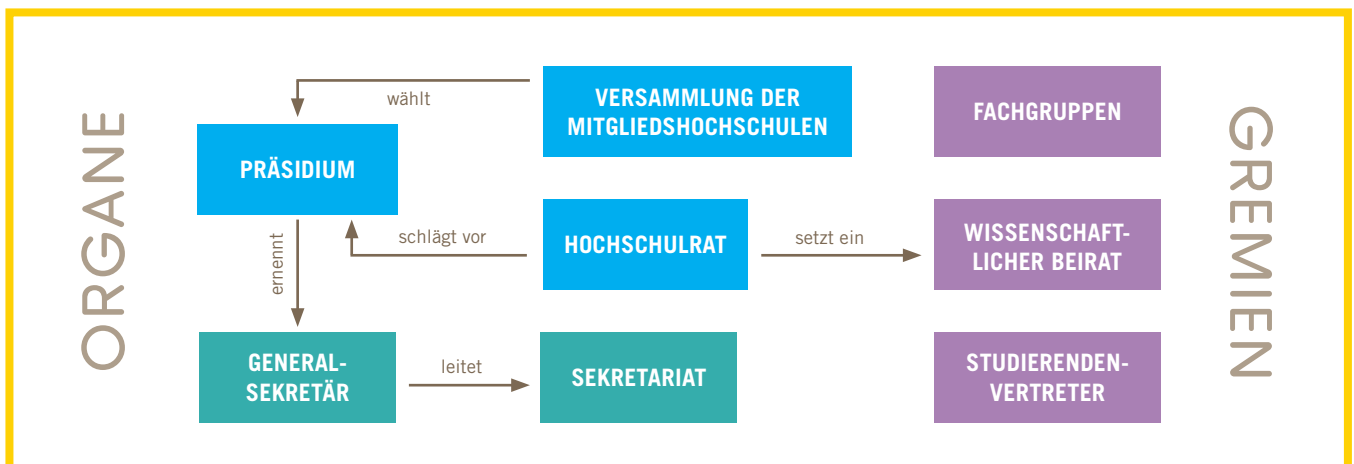 ORGANE
wählt
VERSAMMLUNG DER
MITGLIEDSHOCHSCHULEN
FACHGRUPPEN
GREMIEN
PRÄSIDIUM
schlägt vor
HOCHSCHULRAT
setzt ein
WISSENSCHAFT-
LICHER BEIRAT
ernennt
GENERAL-
SEKRETÄR
leitet
SEKRETARIAT
STUDIERENDEN-
VERTRETER